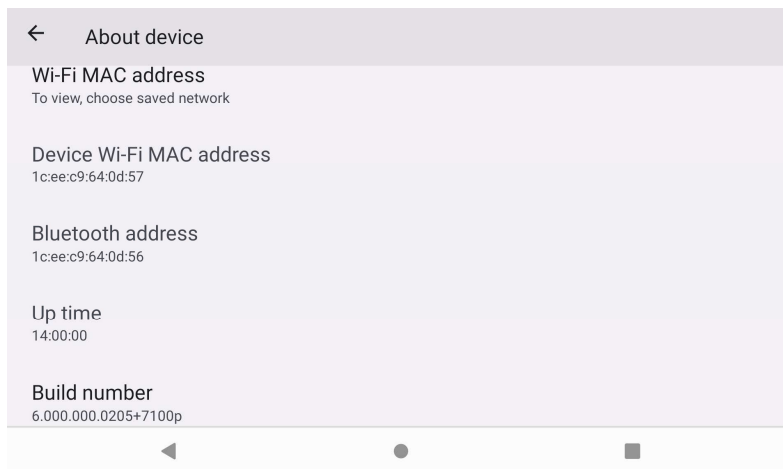 About device
Wi-Fi MAC address
To view, choose saved network
Device Wi-Fi MAC address
1c:ee:c9:64:0d:57
Bluetooth address
1c:ee:c9:64:0d:56
Up time
14:00:00
Build number
6.000.000.0205+7100p